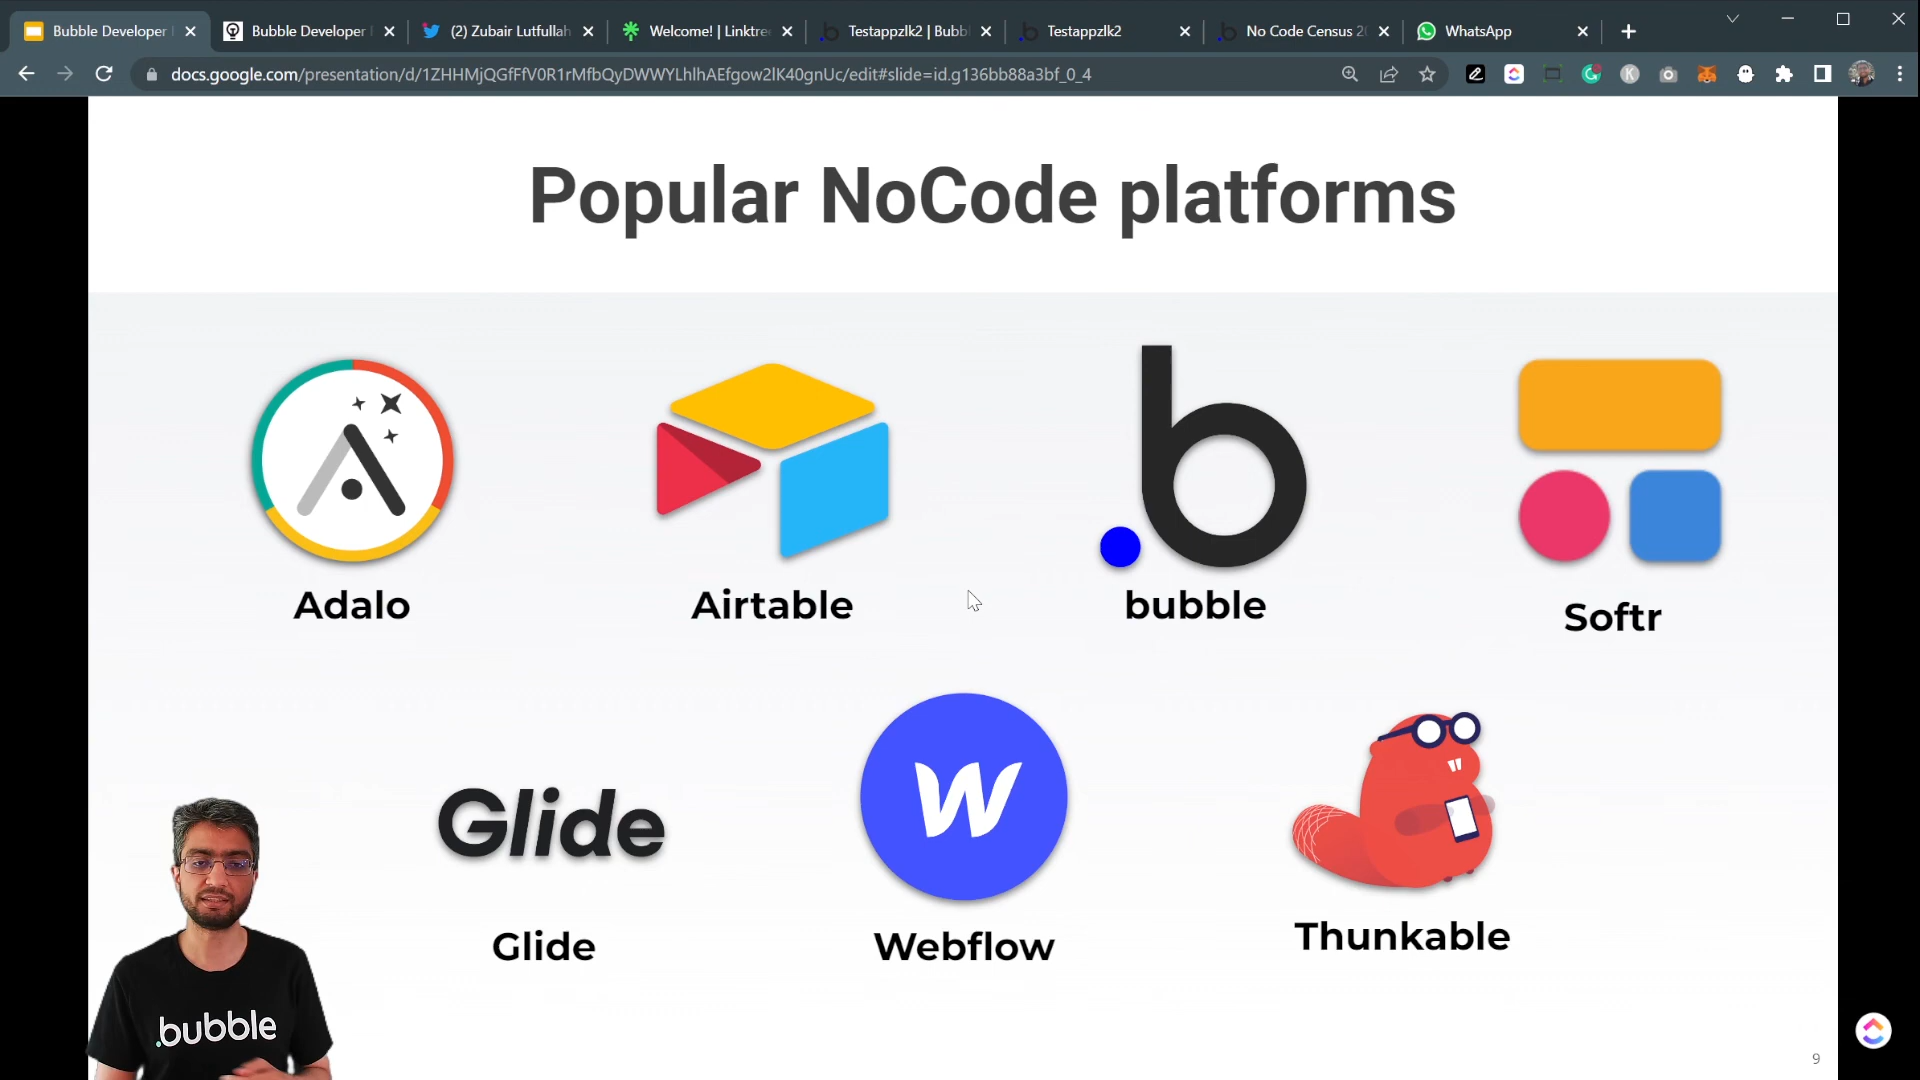 Bubble Developer
Bubble Developer
(2) Zubair Lutfullah
Welcome! | Linktree
Testappzlk2 | Bubb
Testappzlk2
No Code Census 2
WhatsApp
docs.google.com/presentation/d/1ZHHMjQGfFfV0R1rMfbQyDWWYLhlhAEfgow2lK40gnUc/edit#slide=id.g136bb88a3bf_0_4
Popular NoCode platforms
Adalo
Airtable
bubble
Softr
Glide
Glide
Webflow
Thunkable
.bubble
9